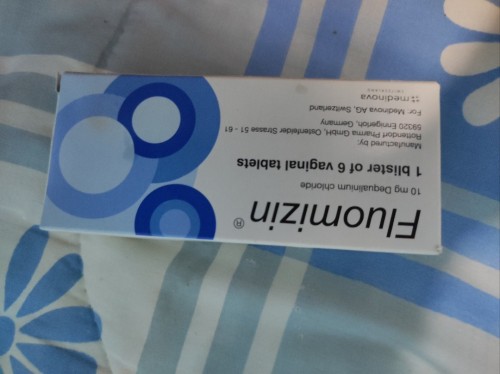 Fluomizin®
10 mg Dequalinium chloride
1 blister of 6 vaginal tablets
Manufactured by:
Rottendorf Pharma GmbH, Ostenfelder Strasse 51 - 61
59320 Ennigerloh, Germany
For: Medinova AG, Switzerland
medinova
SWITZERLAND